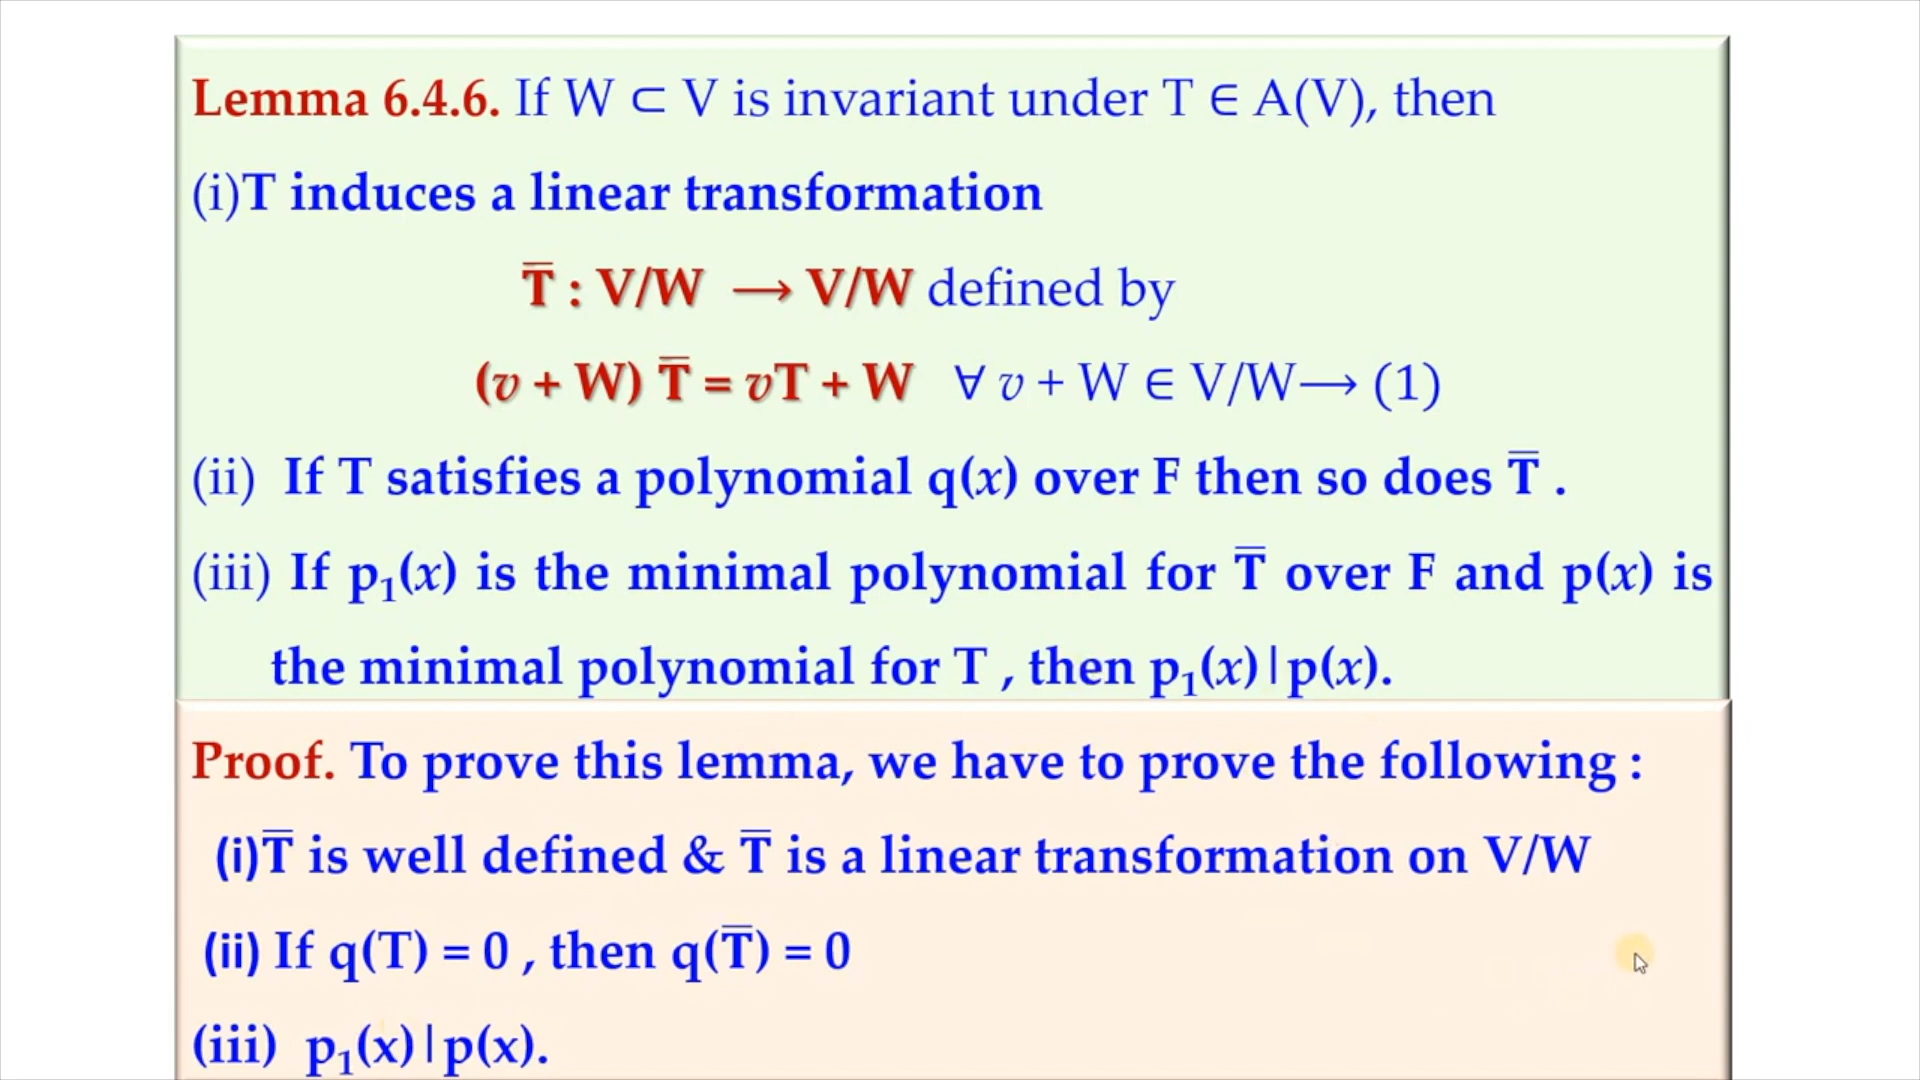 Lemma 6.4.6. If W ⊂ V is invariant under T ∈ A(V), then
(i)T induces a linear transformation
T̅ : V/W ⟶ V/W defined by
(v + W) T̅ = vT + W ∀ v + W ∈ V/W⟶ (1)
(ii) If T satisfies a polynomial q(x) over F then so does T̅ .
(iii) If p₁(x) is the minimal polynomial for T̅ over F and p(x) is
the minimal polynomial for T , then p₁(x)|p(x).
Proof. To prove this lemma, we have to prove the following :
(i)T̅ is well defined & T̅ is a linear transformation on V/W
(ii) If q(T) = 0 , then q(T̅) = 0
(iii) p₁(x)|p(x).